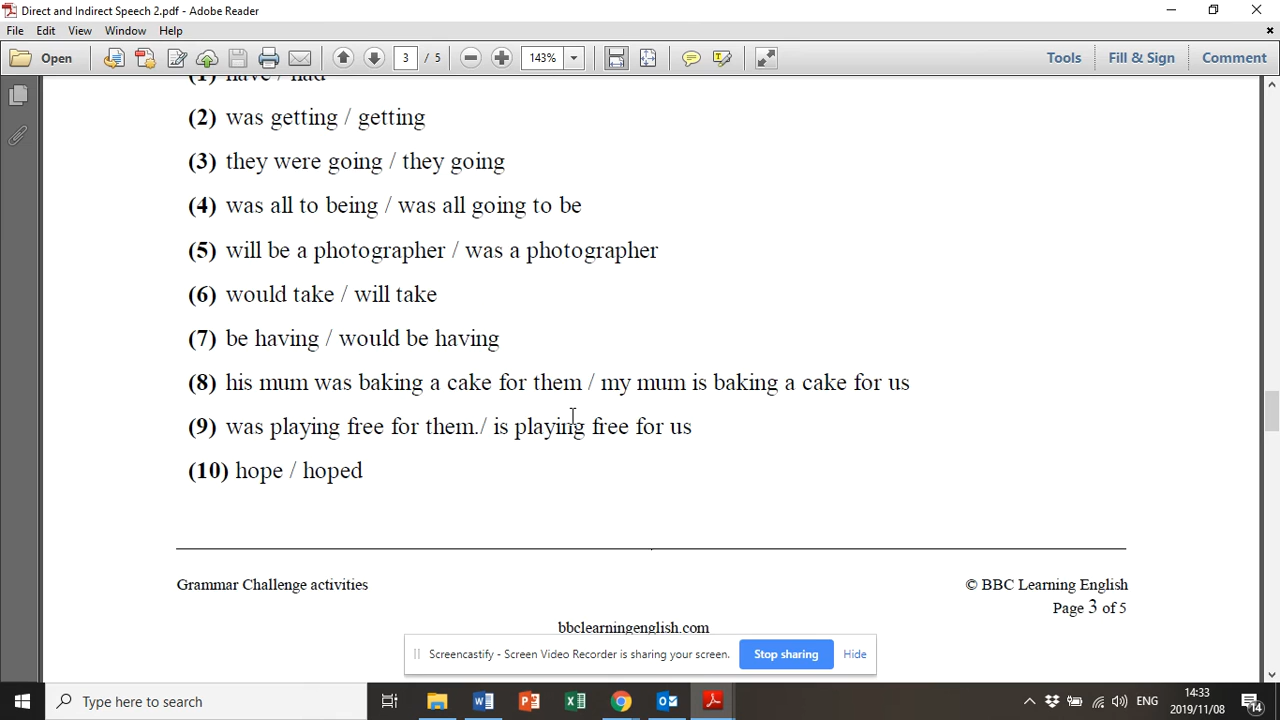 Direct and Indirect Speech 2.pdf - Adobe Reader
File Edit View Window Help
Open 3 / 5 143% Tools Fill & Sign Comment
(1) have / had
(2) was getting / getting
(3) they were going / they going
(4) was all to being / was all going to be
(5) will be a photographer / was a photographer
(6) would take / will take
(7) be having / would be having
(8) his mum was baking a cake for them / my mum is baking a cake for us
(9) was playing free for them./ is playing free for us
(10) hope / hoped
Grammar Challenge activities © BBC Learning English
Page 3 of 5
bbclearningenglish.com
Screencastify - Screen Video Recorder is sharing your screen. Stop sharing Hide
Type here to search ENG 14:33
2019/11/08 14